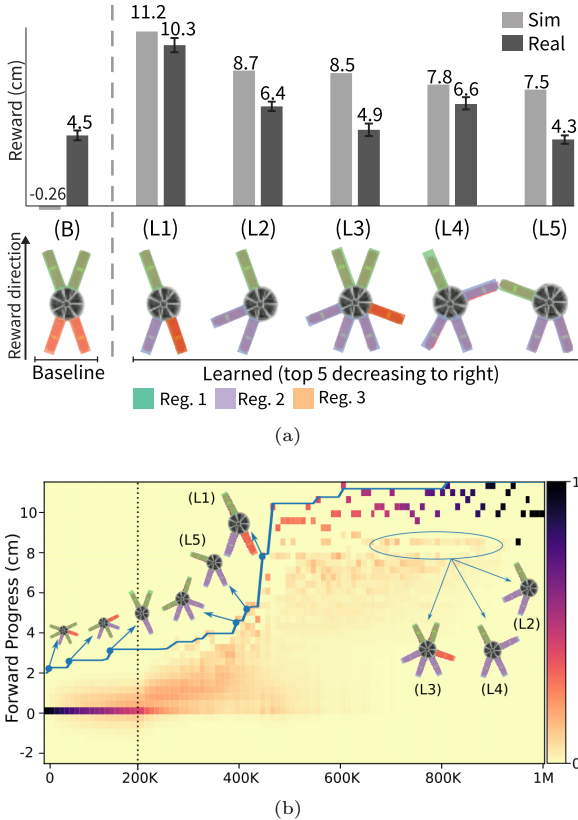 11.2
10.3
Sim
Real
8.7
8.5
7.8
7.5
6.4
6.6
4.9
4.5
4.3
-0.26
Reward (cm)
(B) (L1) (L2) (L3) (L4) (L5)
Reward direction
Baseline
Learned (top 5 decreasing to right)
Reg. 1 Reg. 2 Reg. 3
(a)
1
10
(L1)
8
(L5)
6
4
(L2)
2
(L3) (L4)
0
-2
0
Forward Progress (cm)
0 200K 400K 600K 800K 1M
(b)